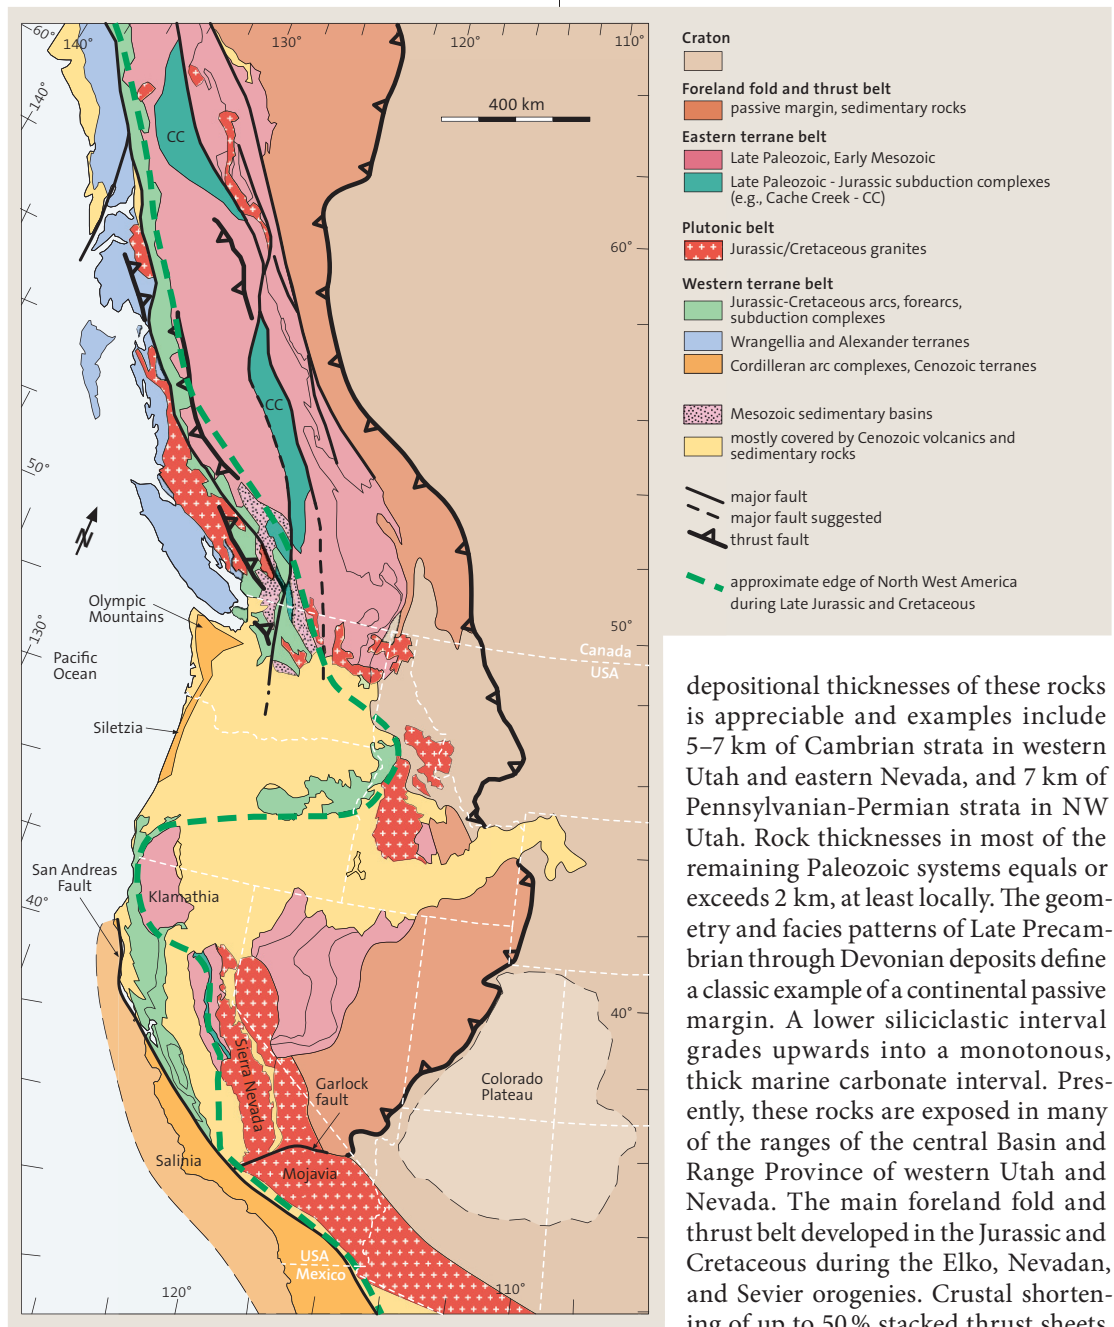 60°
140°
130°
120°
110°
140°
400 km
CC
60°
CC
50°
N
Olympic
Mountains
130°
Pacific
Ocean
50°
Canada
USA
Siletzia
San Andreas
Fault
40°
Klamathia
40°
Sierra Nevada
Garlock
fault
Colorado
Plateau
Salinia
Mojavia
USA
Mexico
120°
110°
Craton
Foreland fold and thrust belt
passive margin, sedimentary rocks
Eastern terrane belt
Late Paleozoic, Early Mesozoic
Late Paleozoic - Jurassic subduction complexes
(e.g., Cache Creek - CC)
Plutonic belt
Jurassic/Cretaceous granites
Western terrane belt
Jurassic-Cretaceous arcs, forearcs,
subduction complexes
Wrangellia and Alexander terranes
Cordilleran arc complexes, Cenozoic terranes
Mesozoic sedimentary basins
mostly covered by Cenozoic volcanics and
sedimentary rocks
major fault
major fault suggested
thrust fault
approximate edge of North West America
during Late Jurassic and Cretaceous
depositional thicknesses of these rocks
is appreciable and examples include
5–7 km of Cambrian strata in western
Utah and eastern Nevada, and 7 km of
Pennsylvanian-Permian strata in NW
Utah. Rock thicknesses in most of the
remaining Paleozoic systems equals or
exceeds 2 km, at least locally. The geom-
etry and facies patterns of Late Precam-
brian through Devonian deposits define
a classic example of a continental passive
margin. A lower siliciclastic interval
grades upwards into a monotonous,
thick marine carbonate interval. Pres-
ently, these rocks are exposed in many
of the ranges of the central Basin and
Range Province of western Utah and
Nevada. The main foreland fold and
thrust belt developed in the Jurassic and
Cretaceous during the Elko, Nevadan,
and Sevier orogenies. Crustal shorten-
ing of up to 50 % stacked thrust sheets